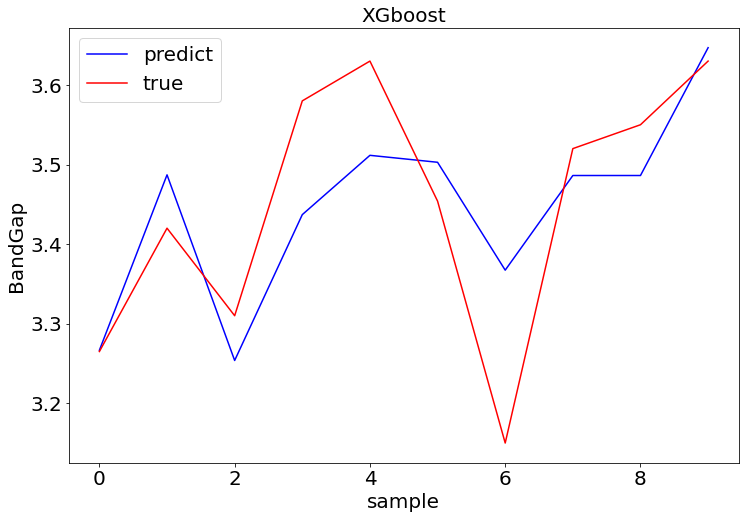 XGboost
predict
true
BandGap
3.6
3.5
3.4
3.3
3.2
0 2 4 6 8
sample